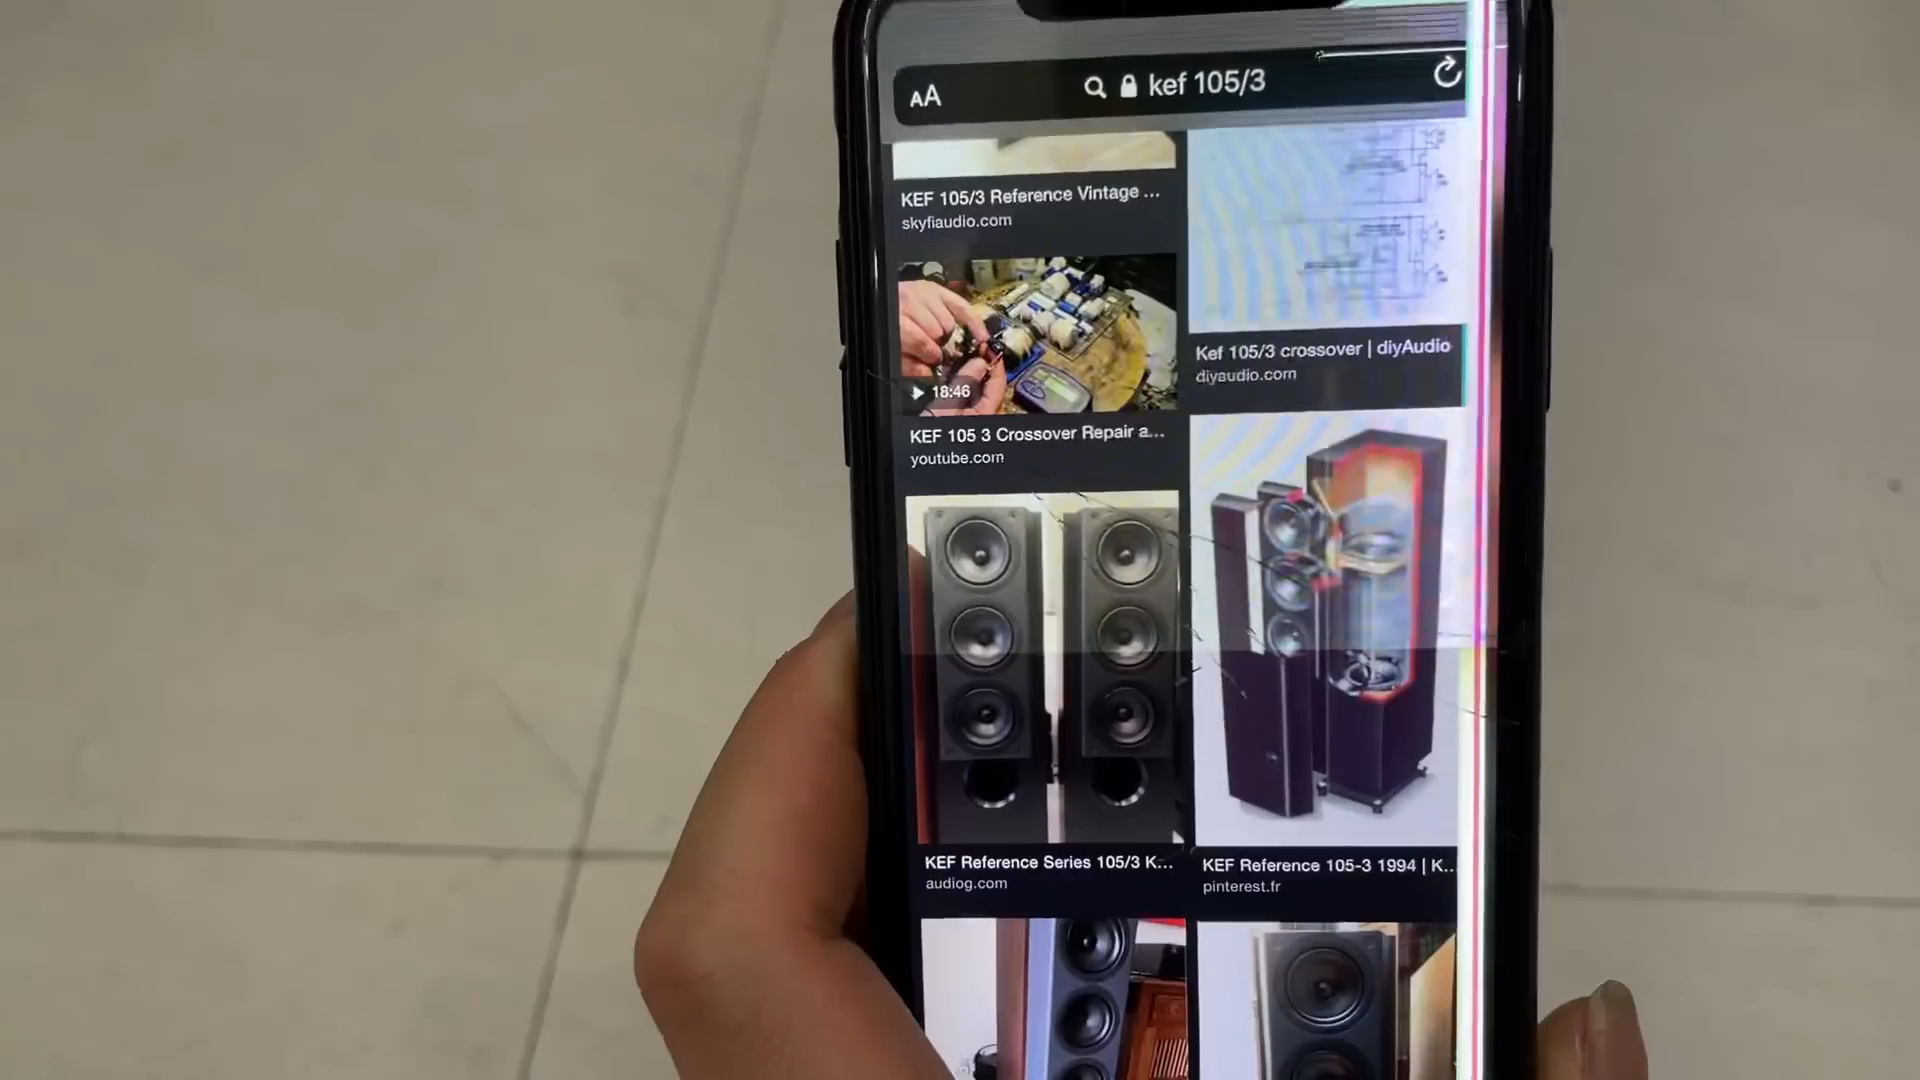 AA kef 105/3
KEF 105/3 Reference Vintage ...
skyfiaudio.com
18:46
KEF 105 3 Crossover Repair a...
youtube.com
Kef 105/3 crossover | diyAudio
diyaudio.com
KEF Reference Series 105/3 K...
audiog.com
KEF Reference 105-3 1994 | K...
pinterest.fr